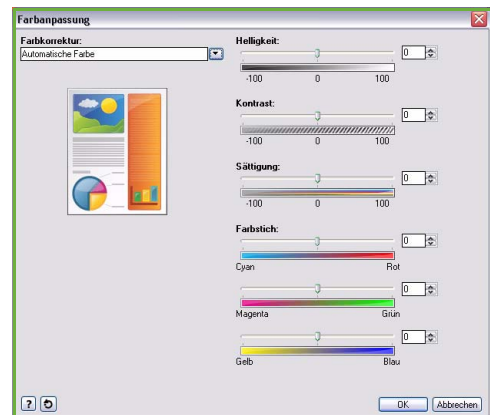 Farbanpassung
Farbkorrektur:
Automatische Farbe
Helligkeit:
0
-100 0 100
Kontrast:
0
-100 0 100
Sättigung:
0
-100 0 100
Farbstich:
0
Cyan Rot
0
Magenta Grün
0
Gelb Blau
?
OK Abbrechen